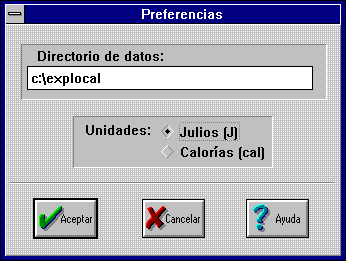 Preferencias
Directorio de datos:
c:\explocal
Unidades:
Julios (J)
Calorías (cal)
Aceptar
Cancelar
Ayuda